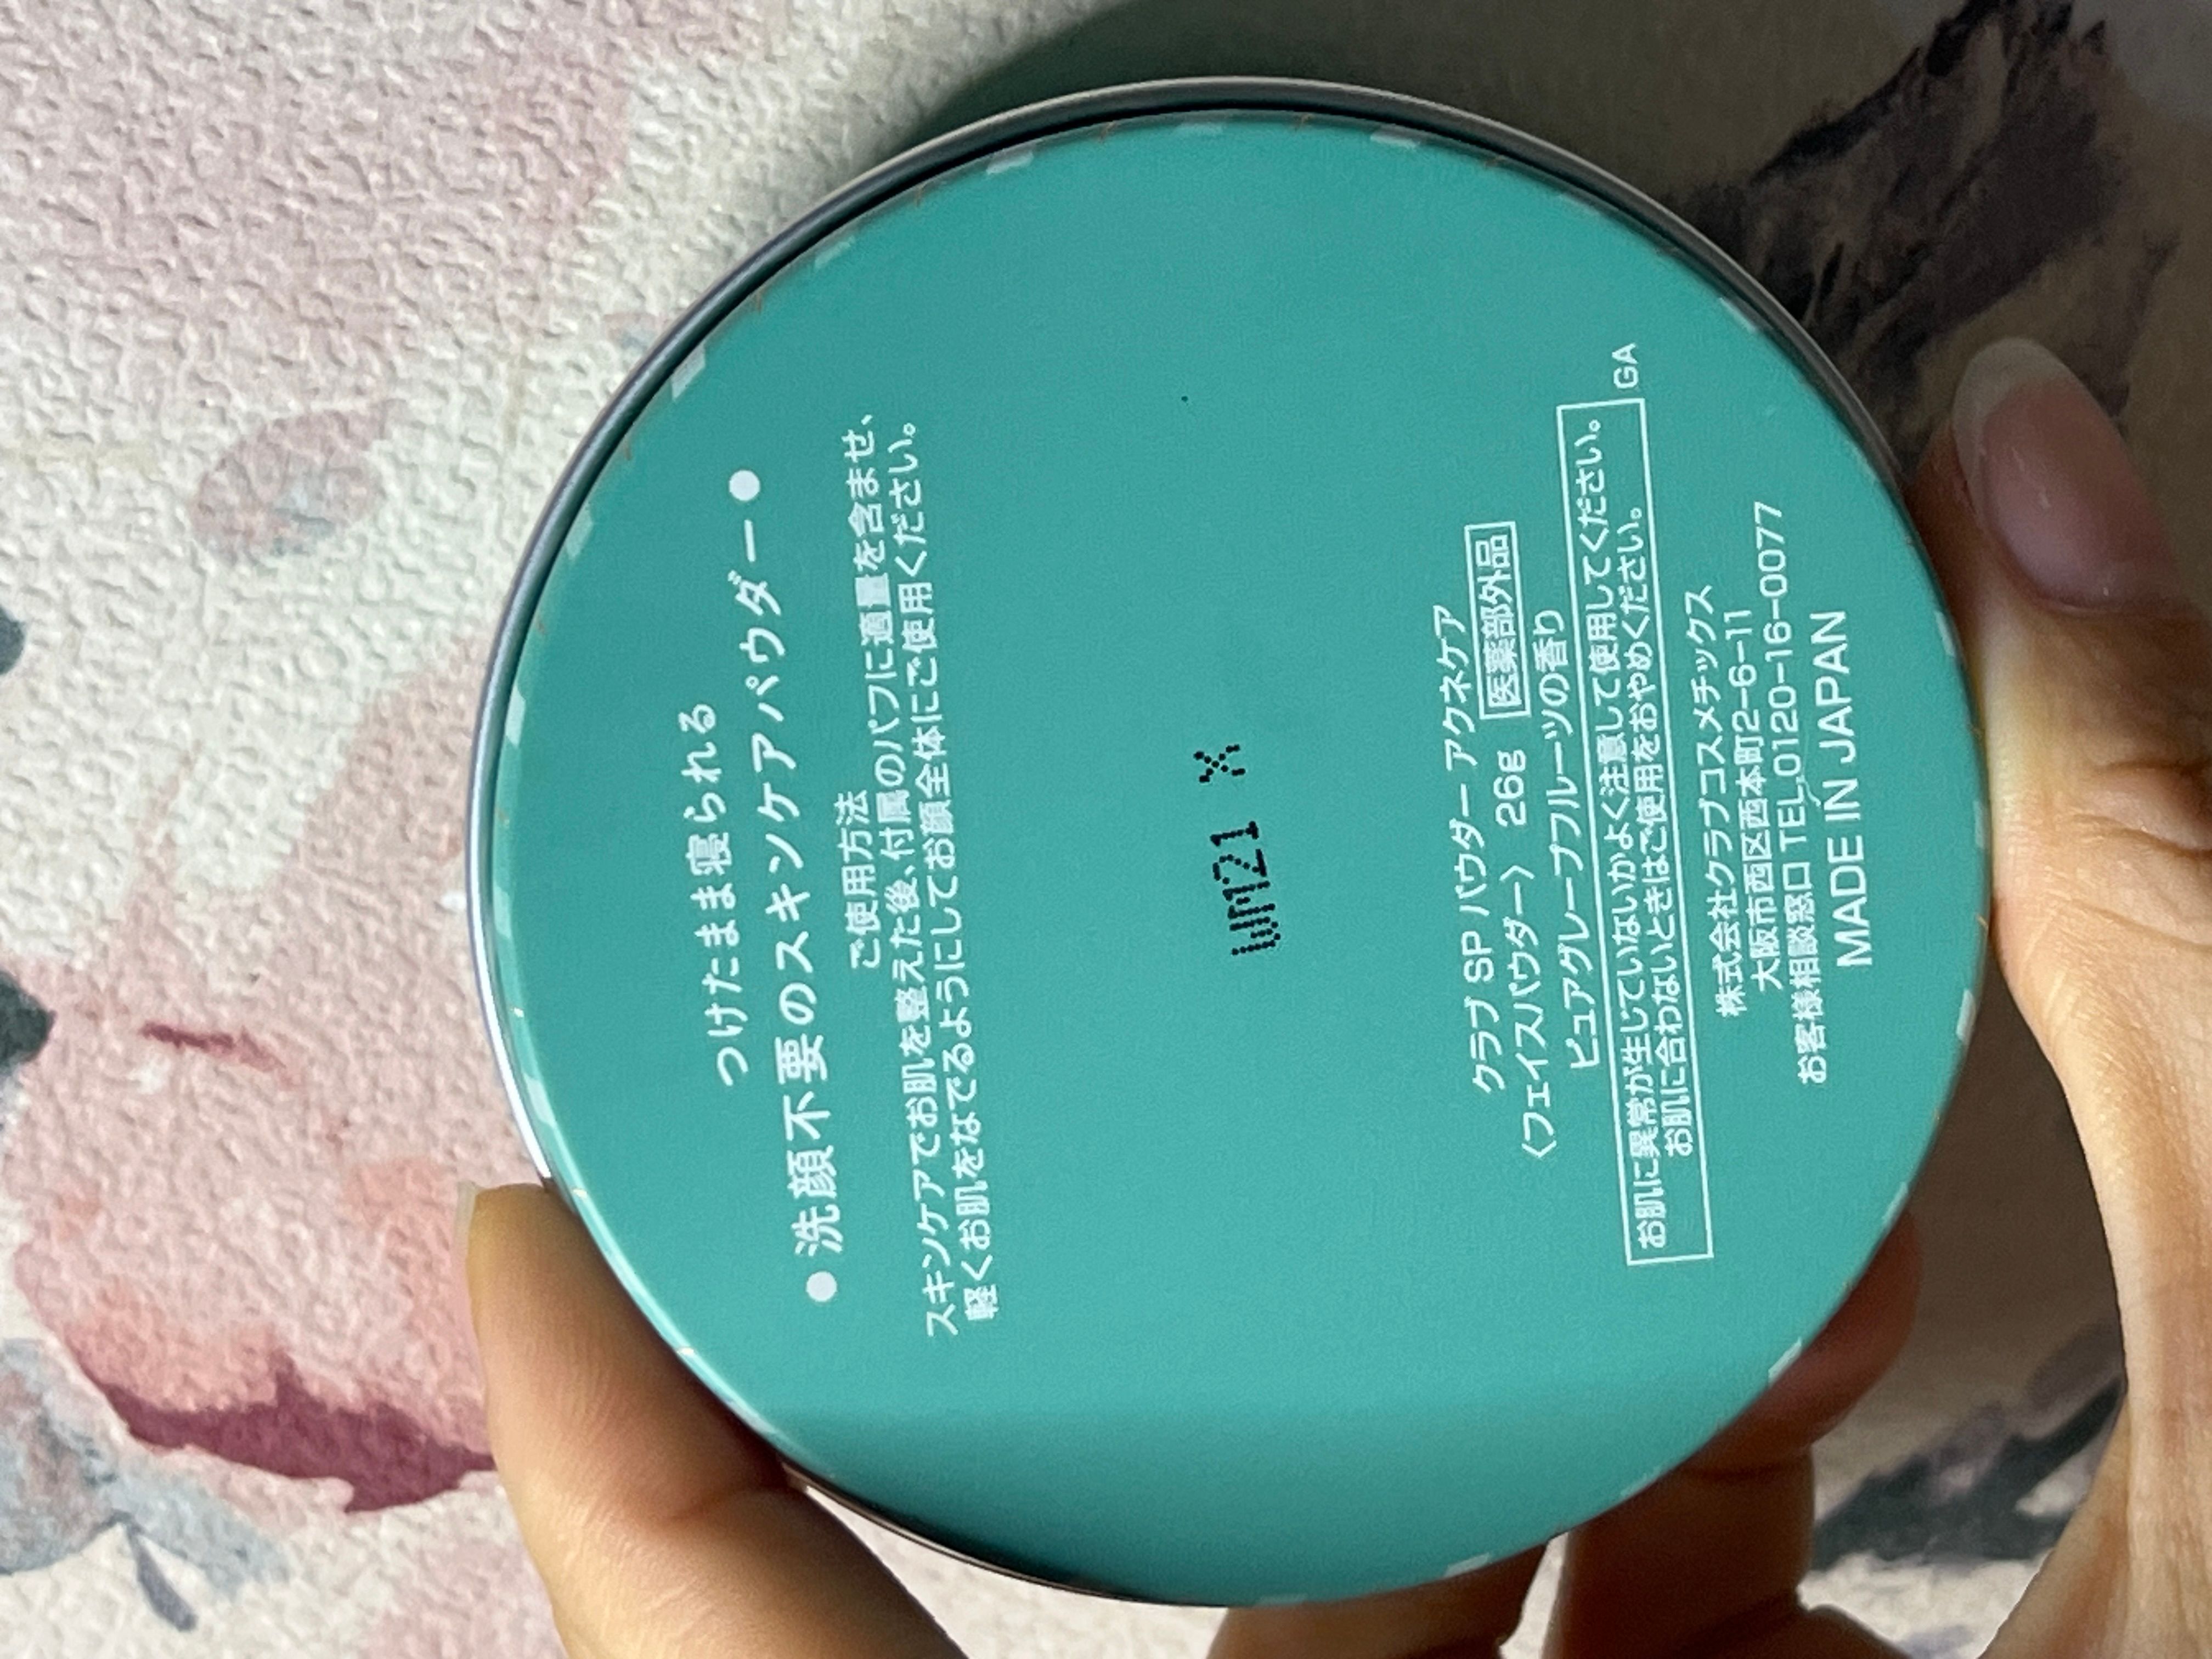 つけたまま寝られる
●洗顔不要のスキンケアパウダー●
ご使用方法
スキンケアでお肌を整えた後、付属のパフに適量を含ませ、
軽くお肌をなでるようにしてお顔全体にご使用ください。
クラブ SP パウダー アクネケア
〈フェイスパウダー〉 26g 医薬部外品
ピュアグレープフルーツの香り
お肌に異常が生じていないかよく注意して使用してください。
お肌に合わないときはご使用をおやめください。
GA
株式会社クラブコスメチックス
大阪市西区西本町2-6-11
お客様相談窓口 TEL 0120-16-0077
MADE IN JAPAN